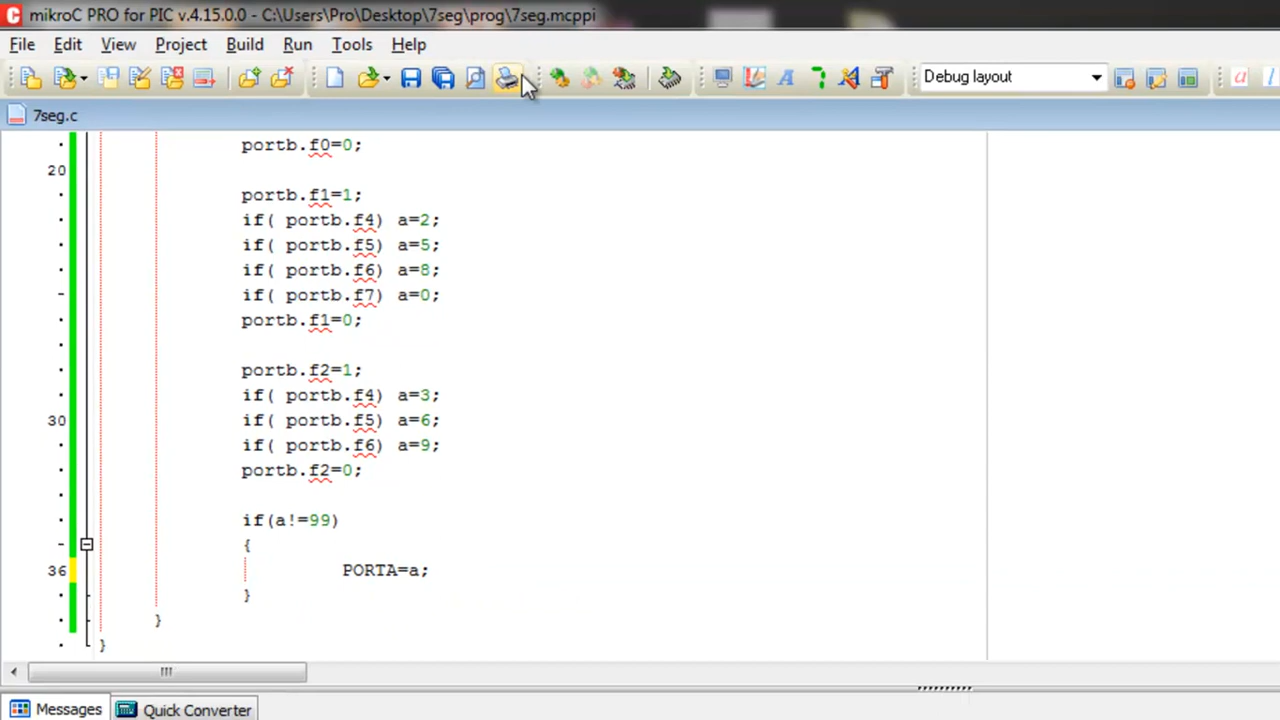 mikroC PRO for PIC v.4.15.0.0 - C:\Users\Pro\Desktop\7seg\prog\7seg.mcppi
File Edit View Project Build Run Tools Help
Debug layout
7seg.c
portb.f0=0;
20
portb.f1=1;
if( portb.f4) a=2;
if( portb.f5) a=5;
if( portb.f6) a=8;
if( portb.f7) a=0;
portb.f1=0;
portb.f2=1;
if( portb.f4) a=3;
30 if( portb.f5) a=6;
if( portb.f6) a=9;
portb.f2=0;
if(a!=99)
{
36 PORTA=a;
}
}
}
Messages Quick Converter